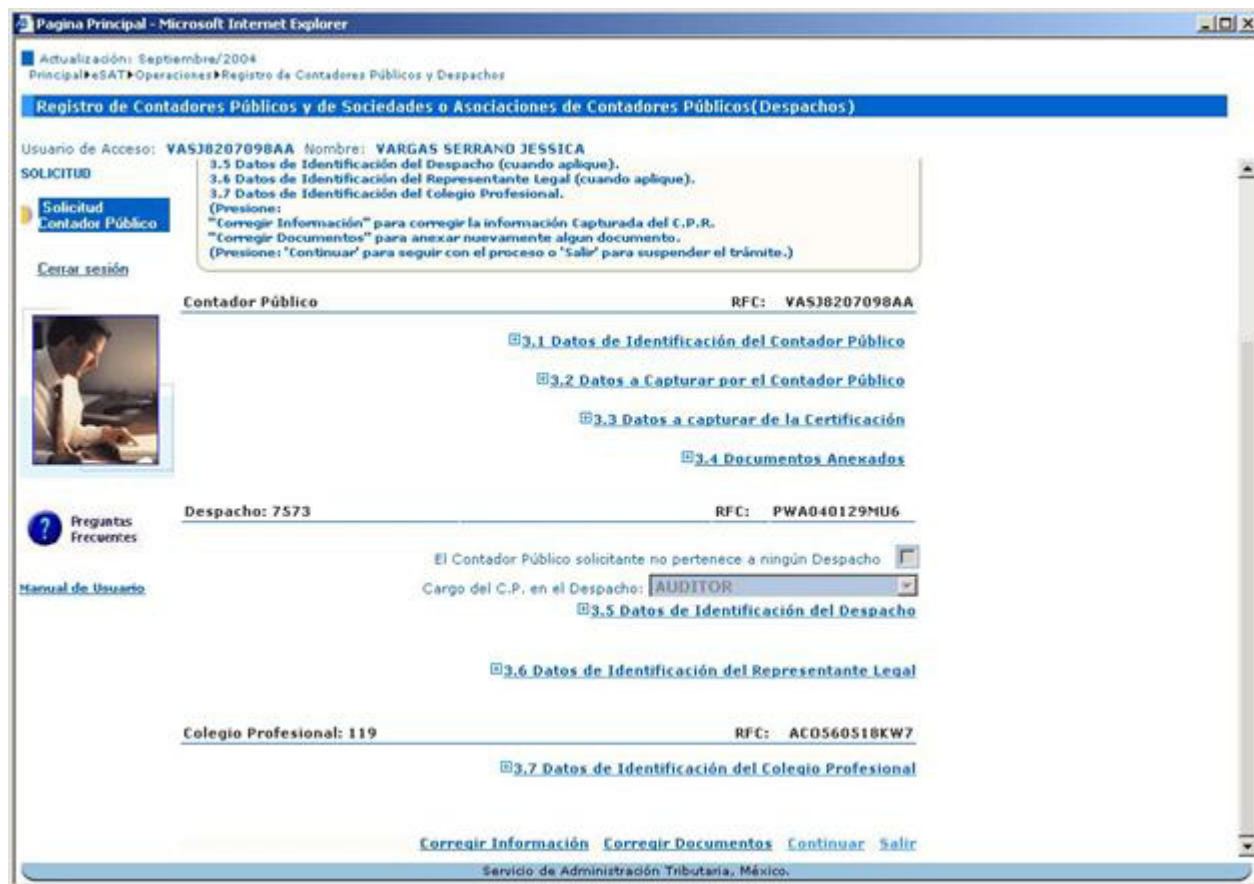 Pagina Principal - Microsoft Internet Explorer
Actualización: Septiembre/2004
Principal eSAT Operaciones Registro de Contadores Públicos y Despachos
Registro de Contadores Públicos y de Sociedades o Asociaciones de Contadores Públicos(Despachos)
Usuario de Acceso: VASJ8207098AA Nombre: VARGAS SERRANO JESSICA
SOLICITUD
Solicitud
Contador Público
Cerrar sesión
Preguntas
Frecuentes
Manual de Usuario
3.5 Datos de Identificación del Despacho (cuando aplique).
3.6 Datos de Identificación del Representante Legal (cuando aplique).
3.7 Datos de Identificación del Colegio Profesional.
(Presione:
"Corregir Información" para corregir la información Capturada del C.P.R.
"Corregir Documentos" para anexar nuevamente algun documento.
(Presione: 'Continuar' para seguir con el proceso o 'Salir' para suspender el trámite.)
Contador Público RFC: VASJ8207098AA
3.1 Datos de Identificación del Contador Público
3.2 Datos a Capturar por el Contador Público
3.3 Datos a capturar de la Certificación
3.4 Documentos Anexados
Despacho: 7573 RFC: PWA040129MU6
El Contador Público solicitante no pertenece a ningún Despacho
Cargo del C.P. en el Despacho: AUDITOR
3.5 Datos de Identificación del Despacho
3.6 Datos de Identificación del Representante Legal
Colegio Profesional: 119 RFC: ACO560518KW7
3.7 Datos de Identificación del Colegio Profesional
Corregir Información Corregir Documentos Continuar Salir
Servicio de Administración Tributaria, México.